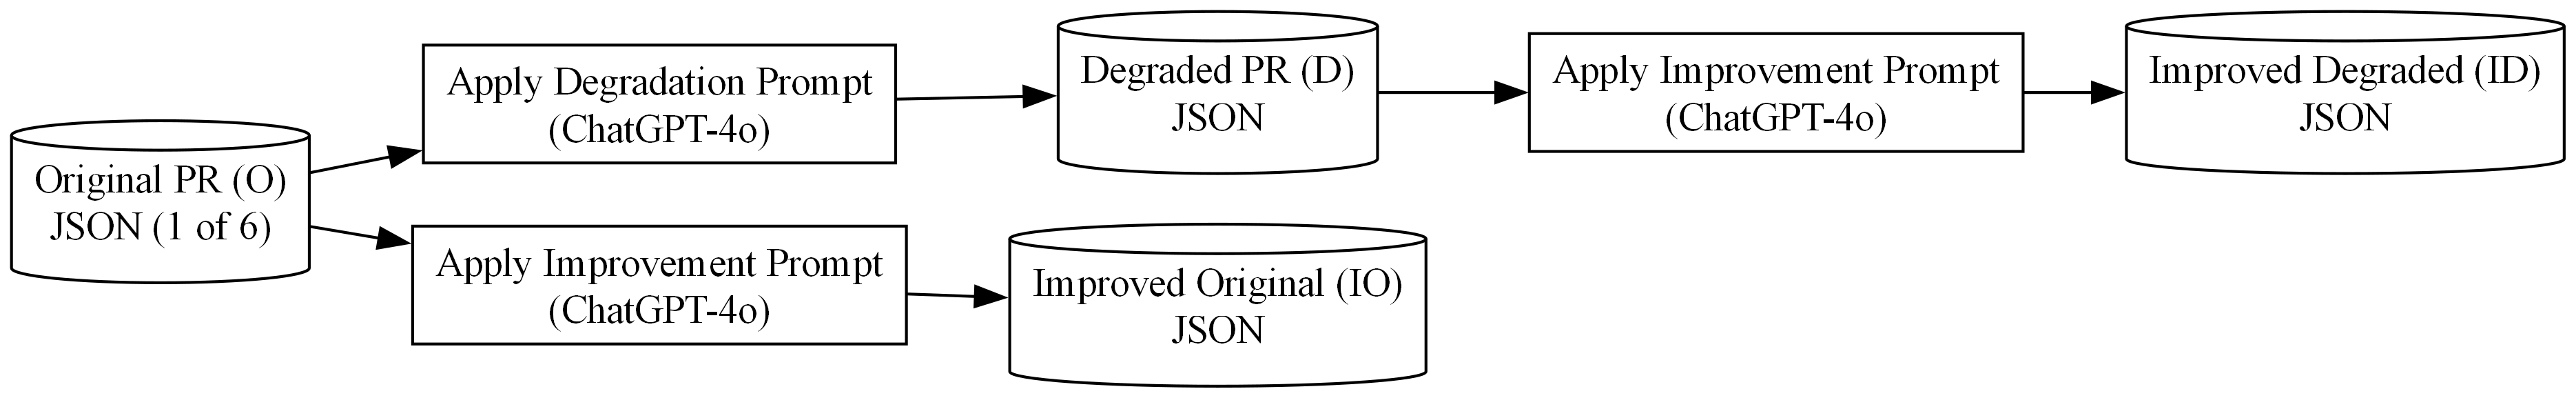 Original PR (O)
JSON (1 of 6)
Apply Degradation Prompt
(ChatGPT-4o)
Degraded PR (D)
JSON
Apply Improvement Prompt
(ChatGPT-4o)
Improved Degraded (ID)
JSON
Apply Improvement Prompt
(ChatGPT-4o)
Improved Original (IO)
JSON